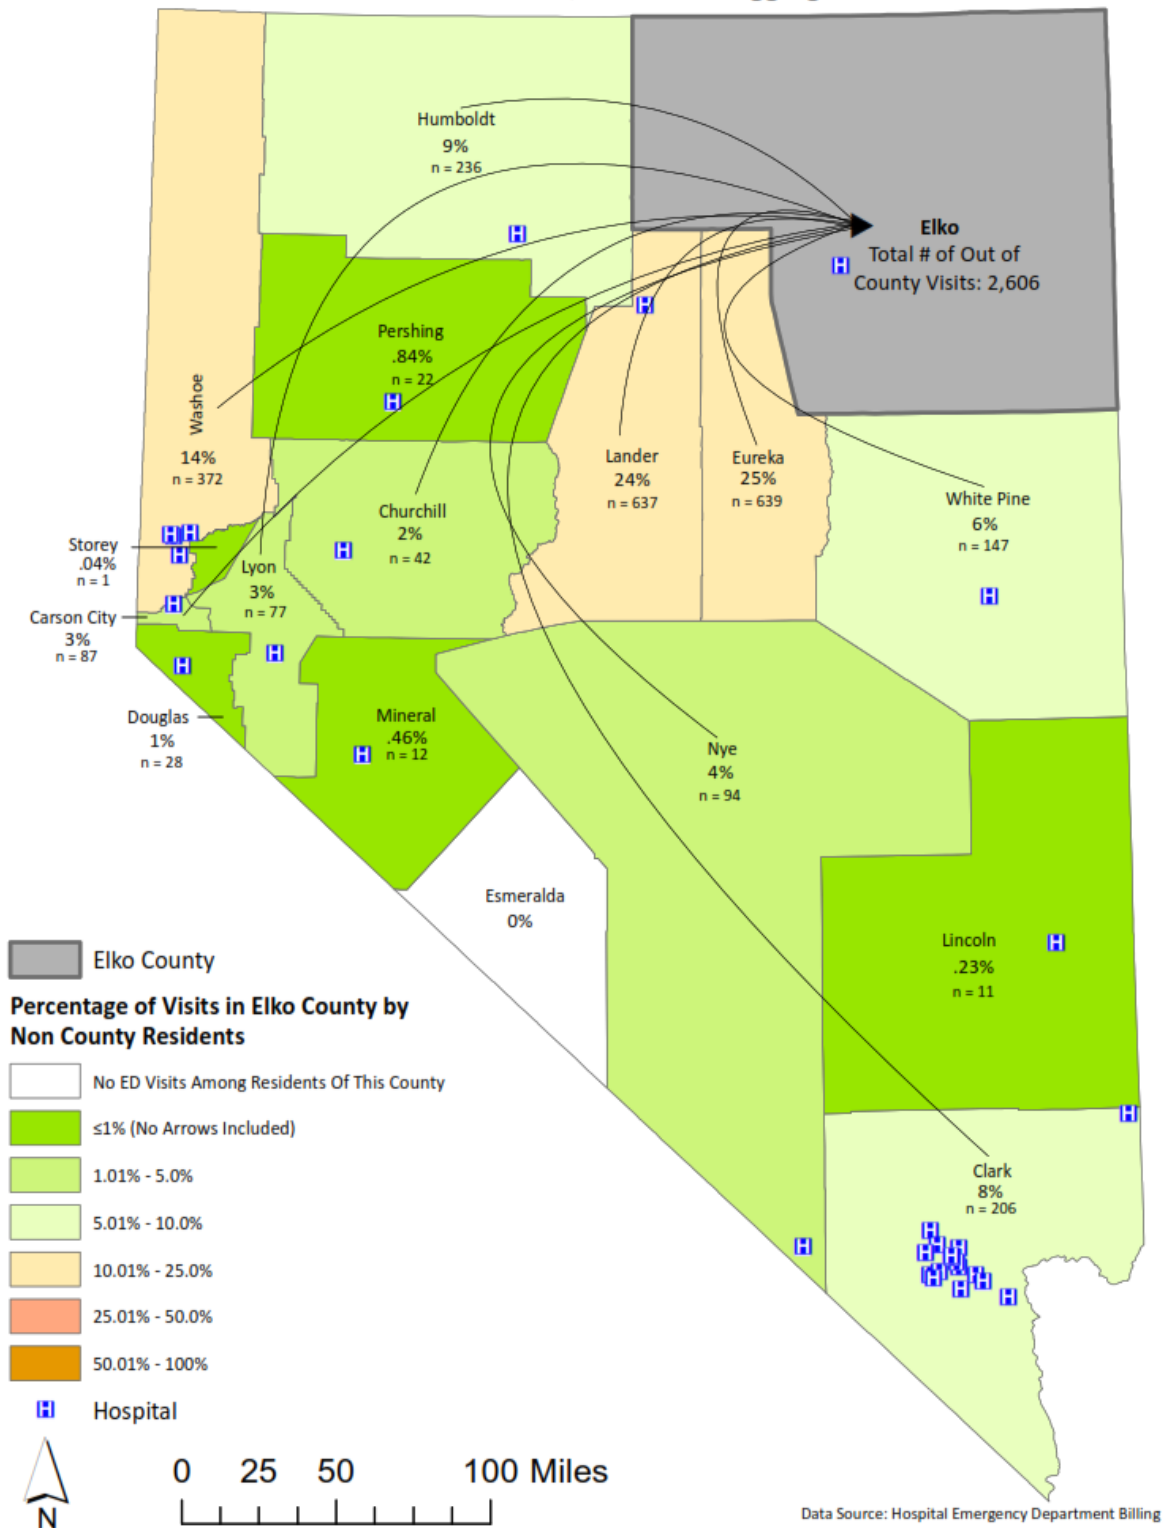 Humboldt
9%
n = 236
Elko
Total # of Out of
County Visits: 2,606
Pershing
.84%
n = 22
Washoe
14%
n = 372
Lander
24%
n = 637
Eureka
25%
n = 639
White Pine
6%
n = 147
Churchill
2%
n = 42
Storey
.04%
n = 1
Lyon
3%
n = 77
Carson City
3%
n = 87
Douglas
1%
n = 28
Mineral
.46%
n = 12
Nye
4%
n = 94
Esmeralda
0%
Lincoln
.23%
n = 11
Clark
8%
n = 206
Elko County
Percentage of Visits in Elko County by
Non County Residents
No ED Visits Among Residents Of This County
≤1% (No Arrows Included)
1.01% - 5.0%
5.01% - 10.0%
10.01% - 25.0%
25.01% - 50.0%
50.01% - 100%
H Hospital
N
0 25 50 100 Miles
Data Source: Hospital Emergency Department Billing